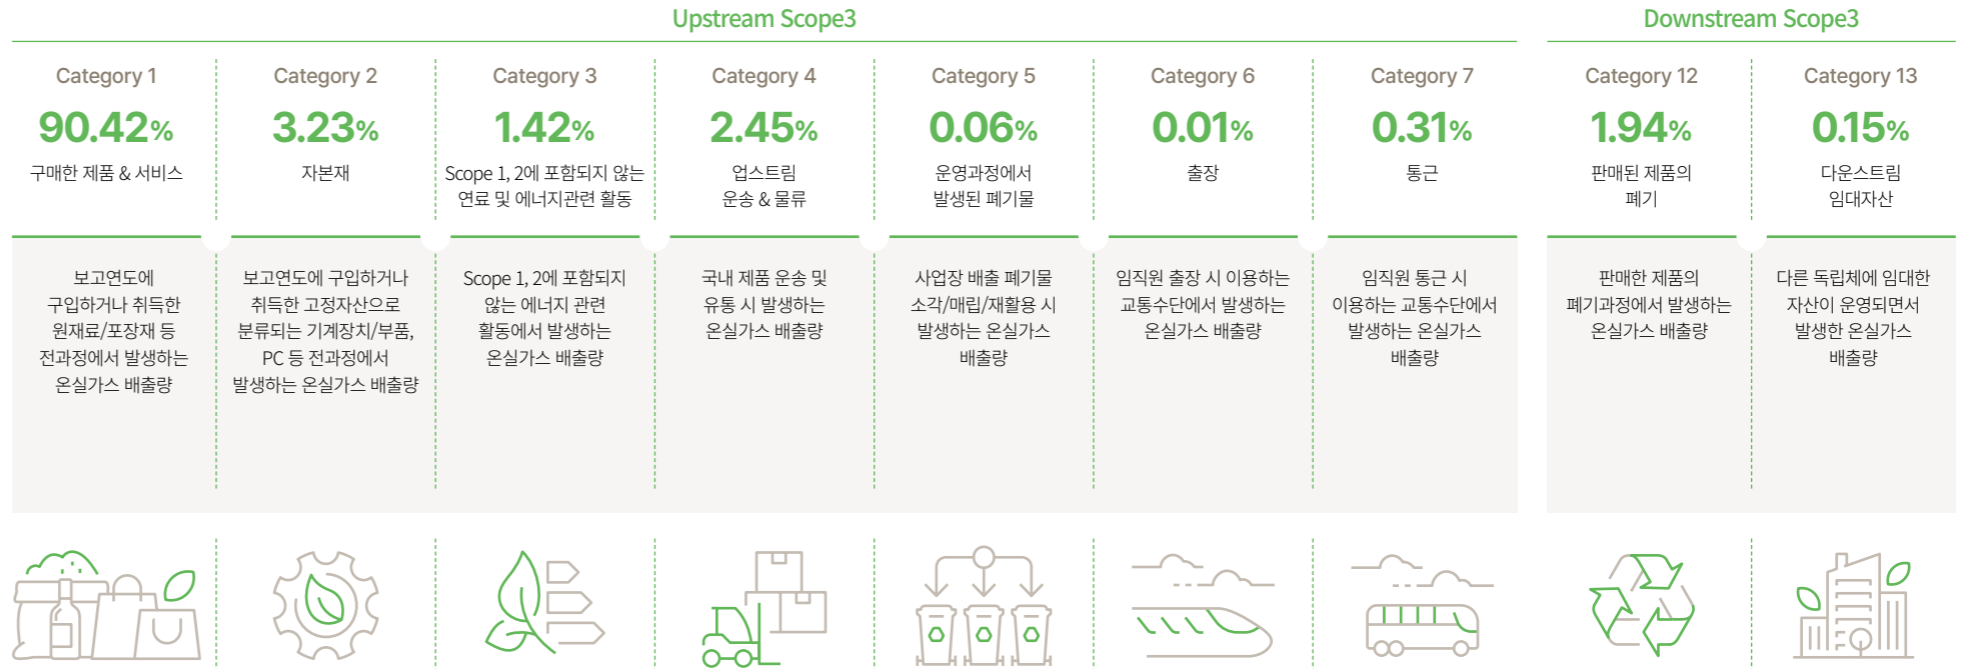 Upstream Scope3
Category 1
90.42%
구매한 제품 & 서비스
보고연도에
구입하거나 취득한
원재료/포장재 등
전과정에서 발생하는
온실가스 배출량
Category 2
3.23%
자본재
보고연도에 구입하거나
취득한 고정자산으로
분류되는 기계장치/부품,
PC 등 전과정에서
발생하는 온실가스 배출량
Category 3
1.42%
Scope 1, 2에 포함되지 않는
연료 및 에너지관련 활동
Scope 1, 2에 포함되지
않는 에너지 관련
활동에서 발생하는
온실가스 배출량
Category 4
2.45%
업스트림
운송 & 물류
국내 제품 운송 및
유통 시 발생하는
온실가스 배출량
Category 5
0.06%
운영과정에서
발생된 폐기물
사업장 배출 폐기물
소각/매립/재활용 시
발생하는 온실가스
배출량
Category 6
0.01%
출장
임직원 출장 시 이용하는
교통수단에서 발생하는
온실가스 배출량
Category 7
0.31%
통근
임직원 통근 시
이용하는 교통수단에서
발생하는 온실가스
배출량
Downstream Scope3
Category 12
1.94%
판매된 제품의
폐기
판매한 제품의
폐기과정에서 발생하는
온실가스 배출량
Category 13
0.15%
다운스트림
임대자산
다른 독립체에 임대한
자산이 운영되면서
발생한 온실가스
배출량